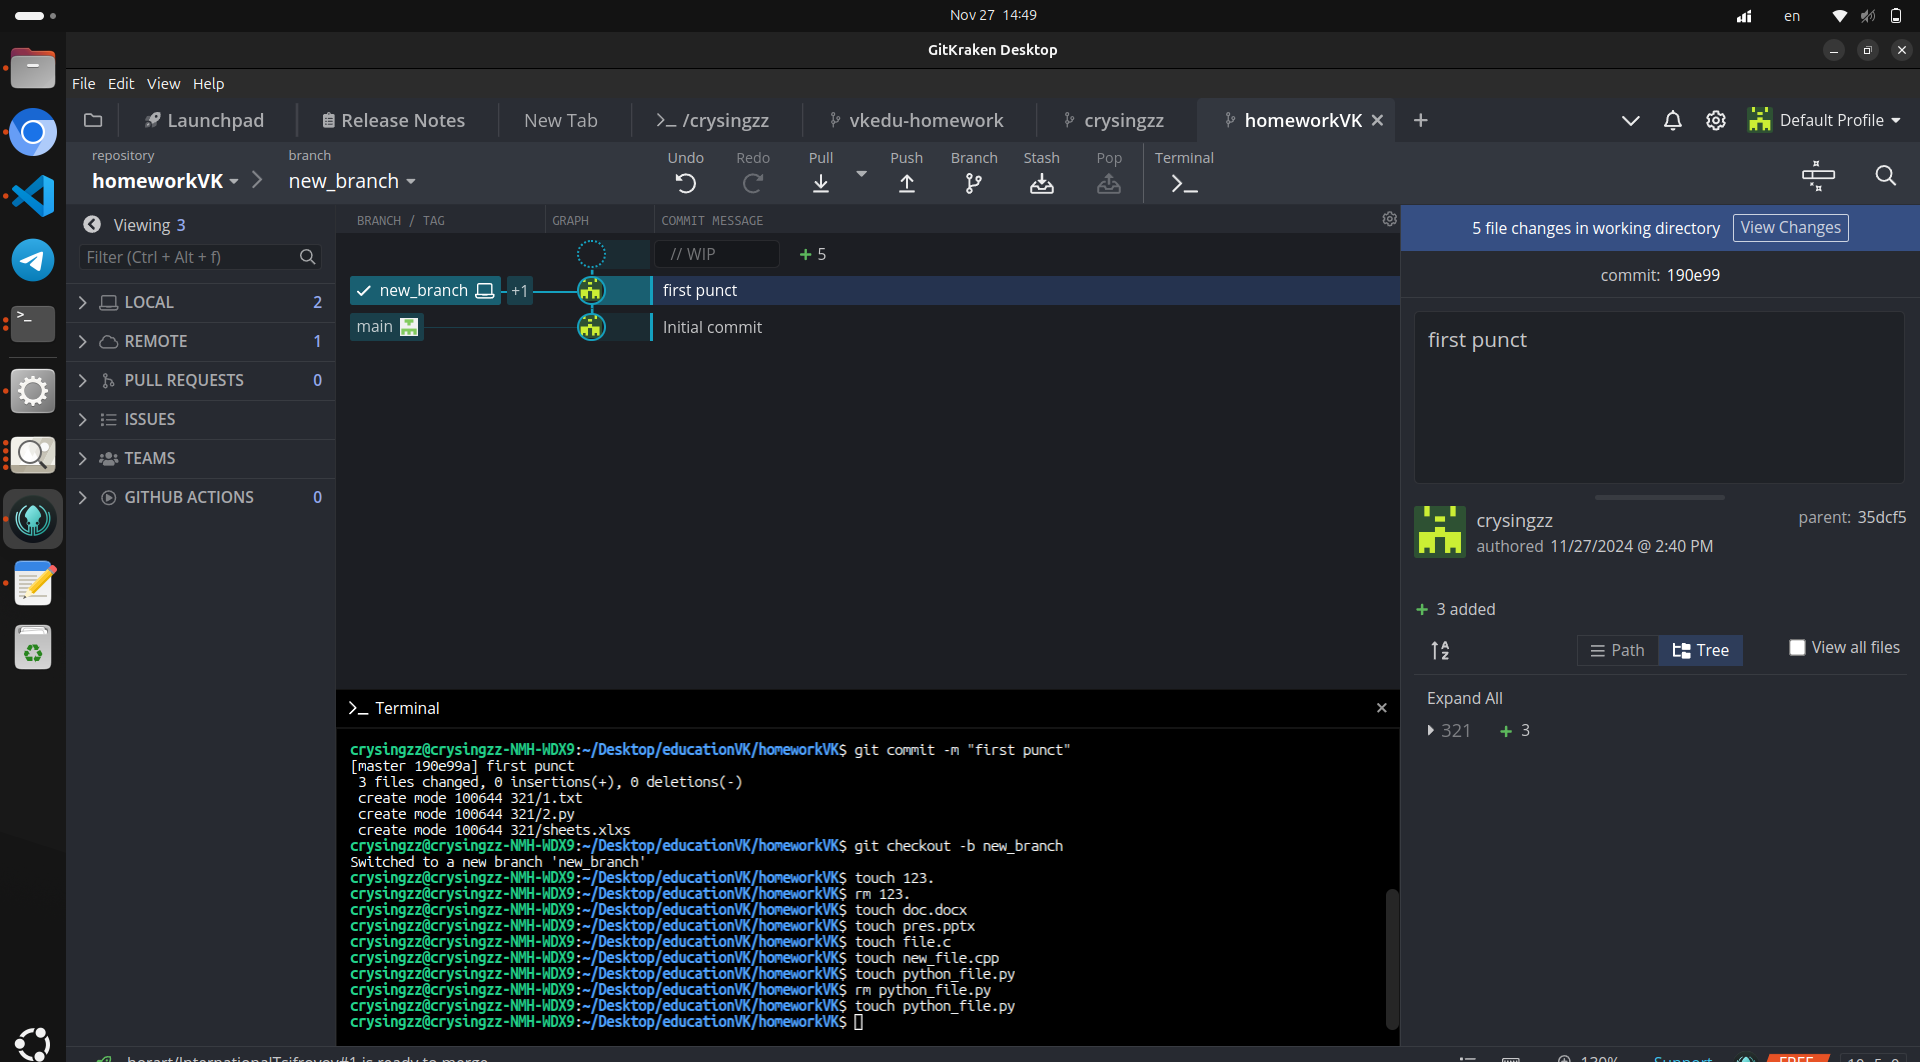 Nov 27 14:49
en
GitKraken Desktop
File Edit View Help
Launchpad
Release Notes
New Tab
/crysingzz
vkedu-homework
crysingzz
homeworkVK
Default Profile
repository
homeworkVK
branch
new_branch
Undo
Redo
Pull
Push
Branch
Stash
Pop
Terminal
Viewing 3
Filter (Ctrl + Alt + f)
LOCAL 2
REMOTE 1
PULL REQUESTS 0
ISSUES
TEAMS
GITHUB ACTIONS 0
BRANCH / TAG
GRAPH
COMMIT MESSAGE
// WIP + 5
new_branch +1 first punct
main Initial commit
5 file changes in working directory View Changes
commit: 190e99
first punct
crysingzz
authored 11/27/2024 @ 2:40 PM
parent: 35dcf5
+ 3 added
Path Tree View all files
Expand All
321 + 3
>_ Terminal
crysingzz@crysingzz-NMH-WDX9:~/Desktop/educationVK/homeworkVK$ git commit -m "first punct"
[master 190e99a] first punct
3 files changed, 0 insertions(+), 0 deletions(-)
create mode 100644 321/1.txt
create mode 100644 321/2.py
create mode 100644 321/sheets.xlxs
crysingzz@crysingzz-NMH-WDX9:~/Desktop/educationVK/homeworkVK$ git checkout -b new_branch
Switched to a new branch 'new_branch'
crysingzz@crysingzz-NMH-WDX9:~/Desktop/educationVK/homeworkVK$ touch 123.
crysingzz@crysingzz-NMH-WDX9:~/Desktop/educationVK/homeworkVK$ rm 123.
crysingzz@crysingzz-NMH-WDX9:~/Desktop/educationVK/homeworkVK$ touch doc.docx
crysingzz@crysingzz-NMH-WDX9:~/Desktop/educationVK/homeworkVK$ touch pres.pptx
crysingzz@crysingzz-NMH-WDX9:~/Desktop/educationVK/homeworkVK$ touch file.c
crysingzz@crysingzz-NMH-WDX9:~/Desktop/educationVK/homeworkVK$ touch new_file.cpp
crysingzz@crysingzz-NMH-WDX9:~/Desktop/educationVK/homeworkVK$ touch python_file.py
crysingzz@crysingzz-NMH-WDX9:~/Desktop/educationVK/homeworkVK$ rm python_file.py
crysingzz@crysingzz-NMH-WDX9:~/Desktop/educationVK/homeworkVK$ touch python_file.py
crysingzz@crysingzz-NMH-WDX9:~/Desktop/educationVK/homeworkVK$
is ready to merge
130% Support FREE